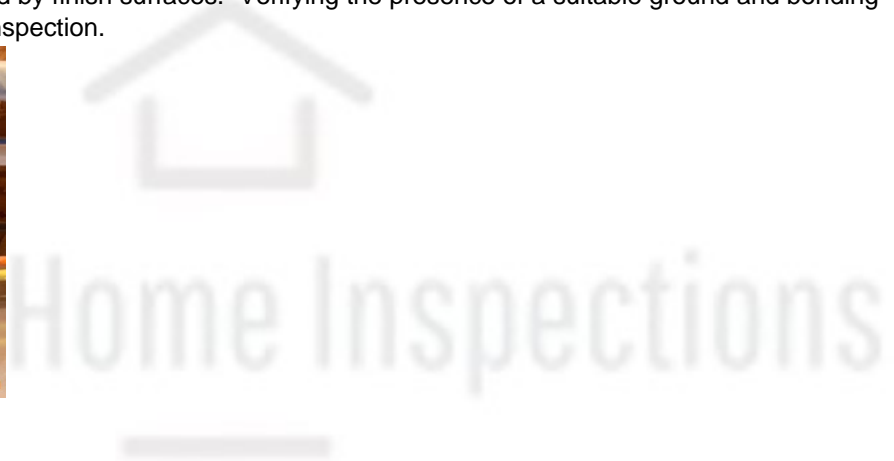 d by finish surfaces. Verifying the presence of a suitable ground and bonding
nspection.
Home Inspections